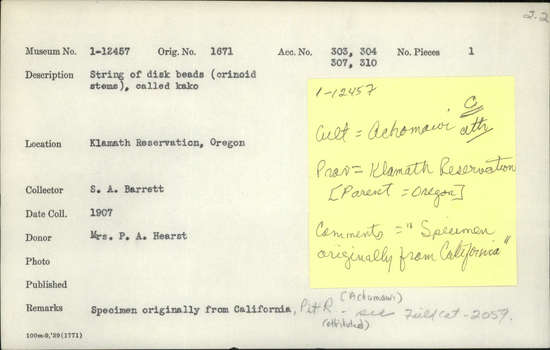 2.2
Museum No. 1-12457 Orig. No. 1671 Acc. No. 303, 304 No. Pieces 1
307, 310
Description String of disk beads (crinoid
stems), called kako
Location Klamath Reservation, Oregon
Collector S. A. Barrett
Date Coll. 1907
Donor Mrs. P. A. Hearst
Photo
Published
Remarks Specimen originally from California, Pit R (Achomawi) - see Field cat - 2059.
(attributed)
100m-9,'29(1771)
1-12457
Cult = Achomawi C
attr
Prov = Klamath Reservation
[Parent = Oregon]
Comments = "Specimen
originally from California"